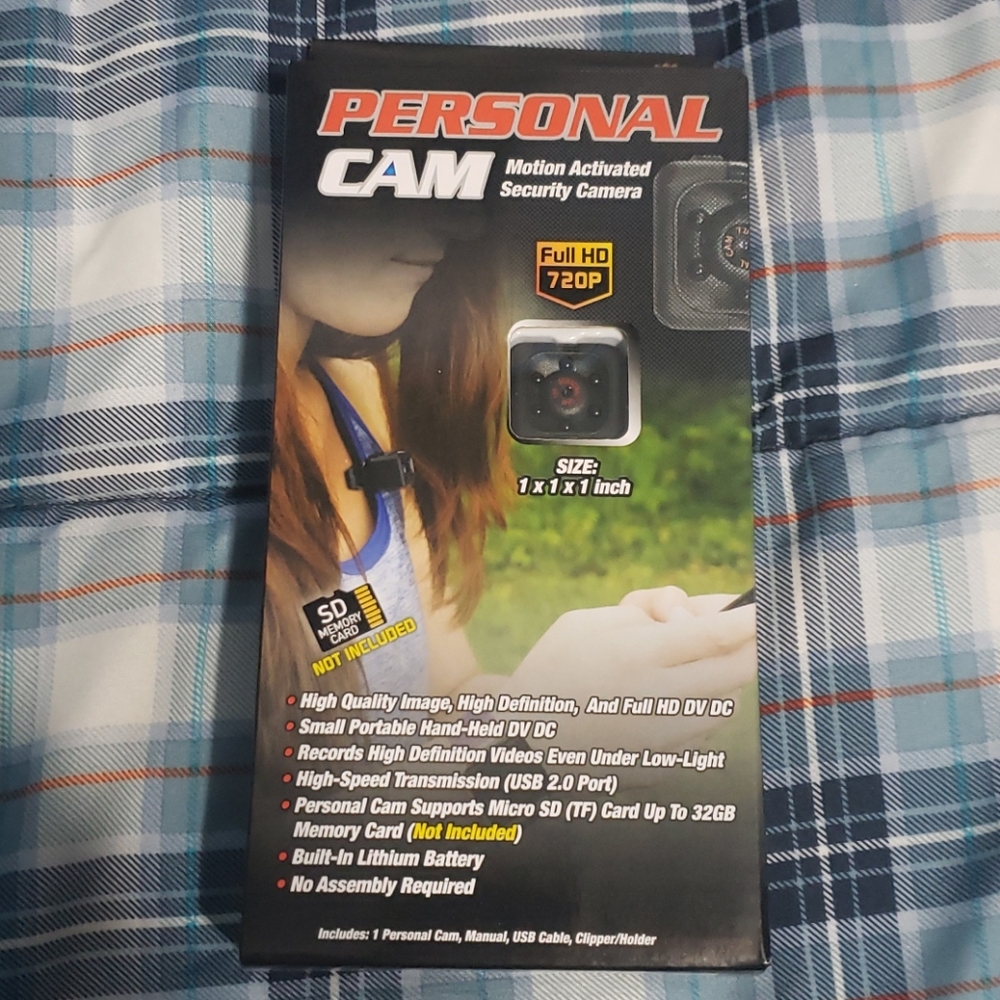 PERSONAL
CAM
Motion Activated
Security Camera
CAM
Full HD
720P
SIZE:
1 x 1 x 1 inch
SD
MEMORY
CARD
NOT INCLUDED
• High Quality Image, High Definition, And Full HD DV DC
• Small Portable Hand-Held DV DC
• Records High Definition Videos Even Under Low-Light
• High-Speed Transmission (USB 2.0 Port)
• Personal Cam Supports Micro SD (TF) Card Up To 32GB
Memory Card (Not Included)
• Built-In Lithium Battery
• No Assembly Required
Includes: 1 Personal Cam, Manual, USB Cable, Clipper/Holder